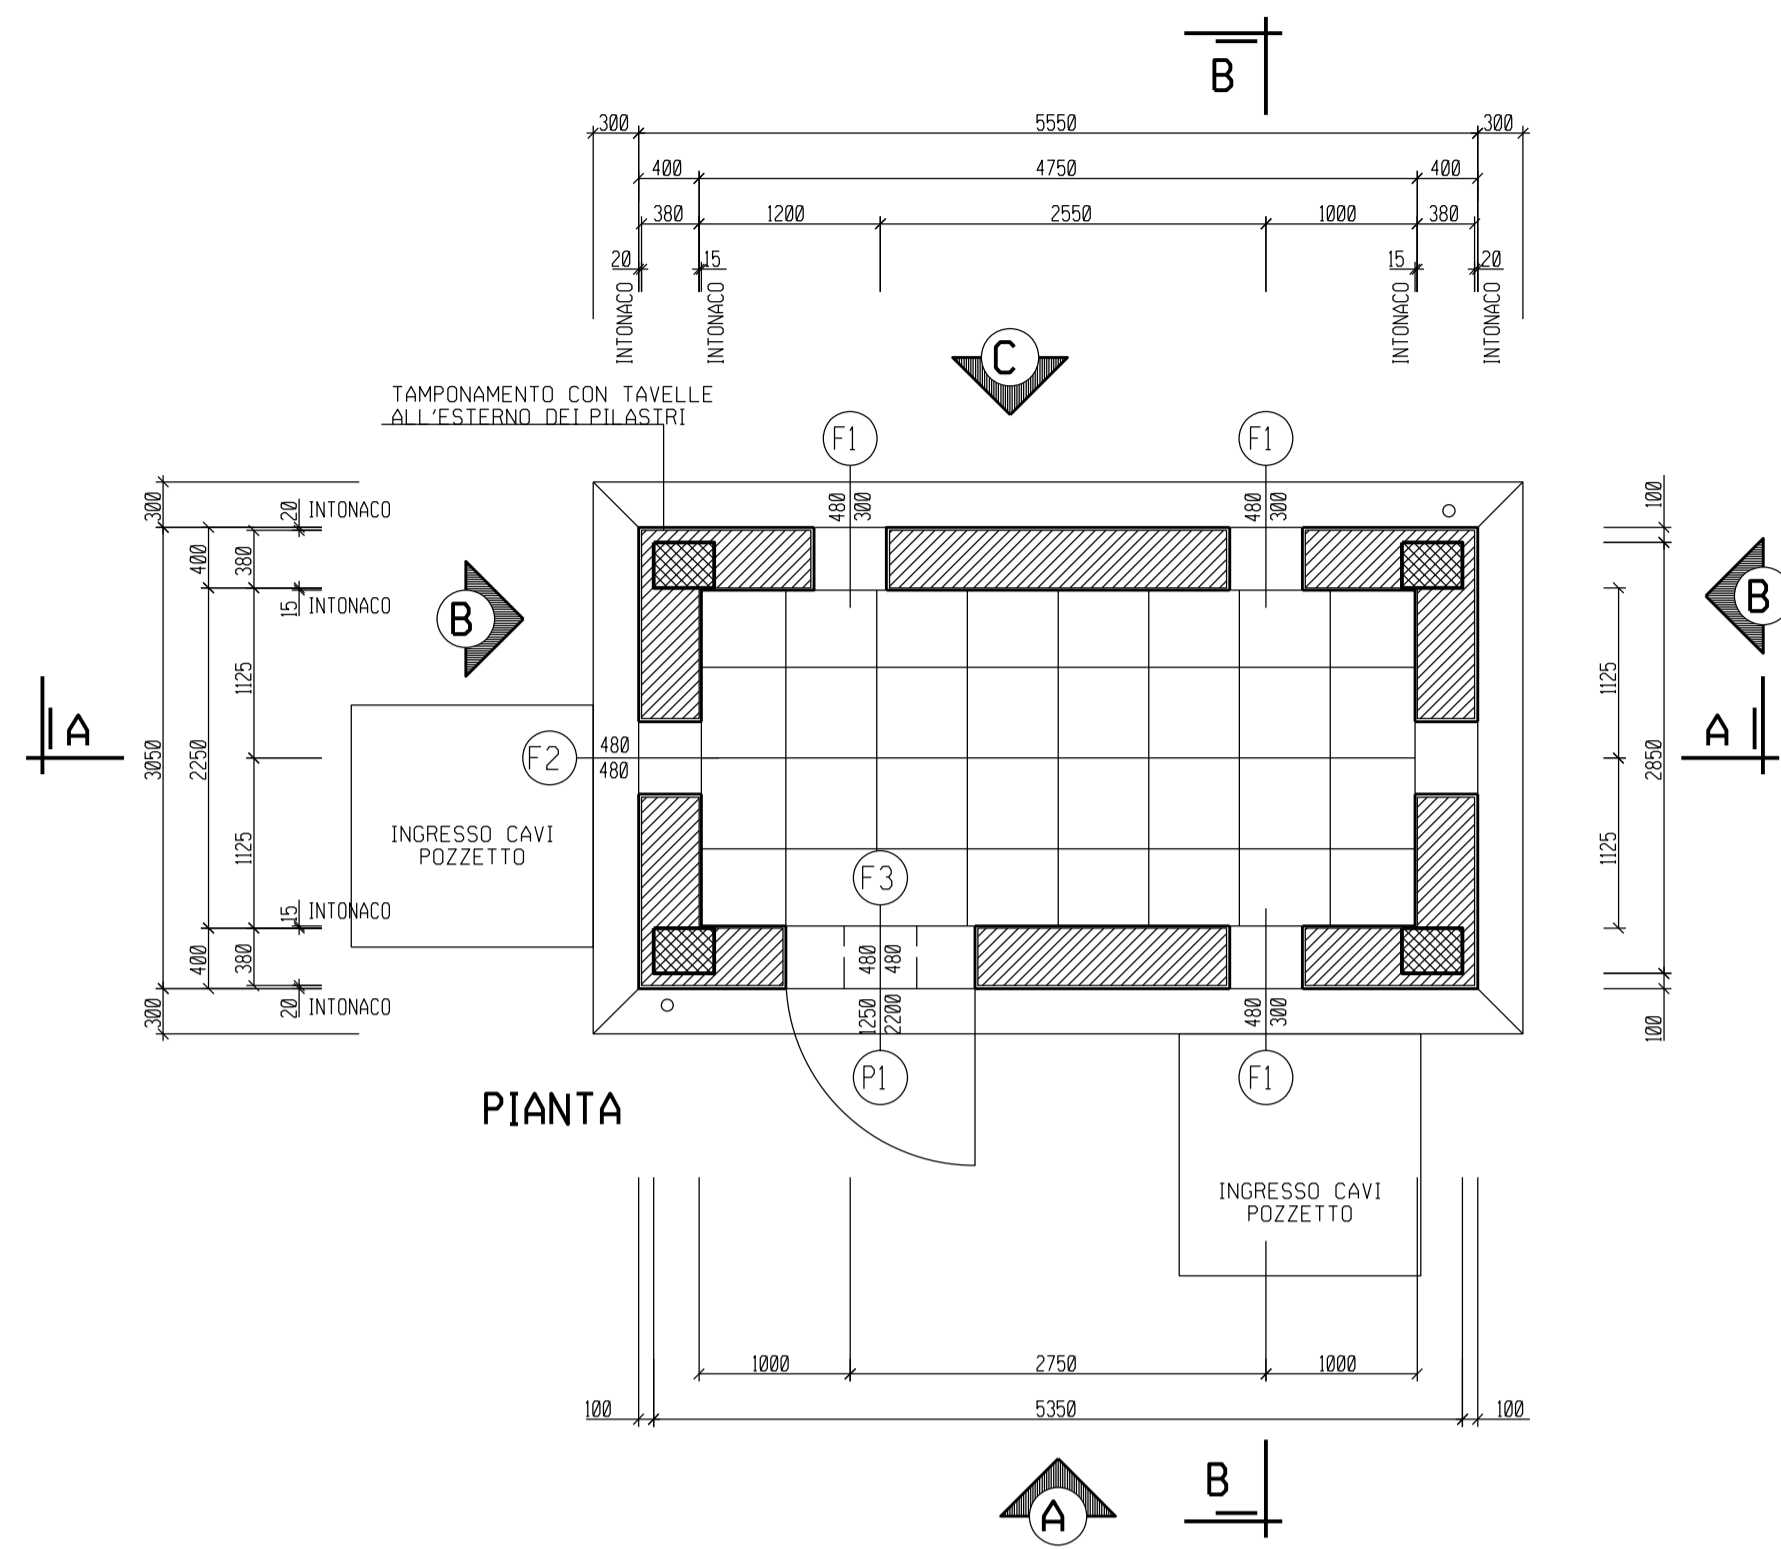 B
300 5550 300
400 4750 400
380 1200 2550 1000 380
20 15 15 20
INTONACO INTONACO INTONACO INTONACO
C
TAMPONAMENTO CON TAVELLE
ALL'ESTERNO DEI PILASTRI
F1 F1
300 20 INTONACO 480 300 480 300 100
400 380
15 INTONACO B B
1125 1125
A A
3050 2250 F2 480 2850
480
INGRESSO CAVI
POZZETTO
1125 1125
F3
15 INTONACO
400 380 480 480
300 20 INTONACO 1250 2200 480 300 100
P1 F1
PIANTA
INGRESSO CAVI
POZZETTO
1000 2750 1000
100 5350 100
A B